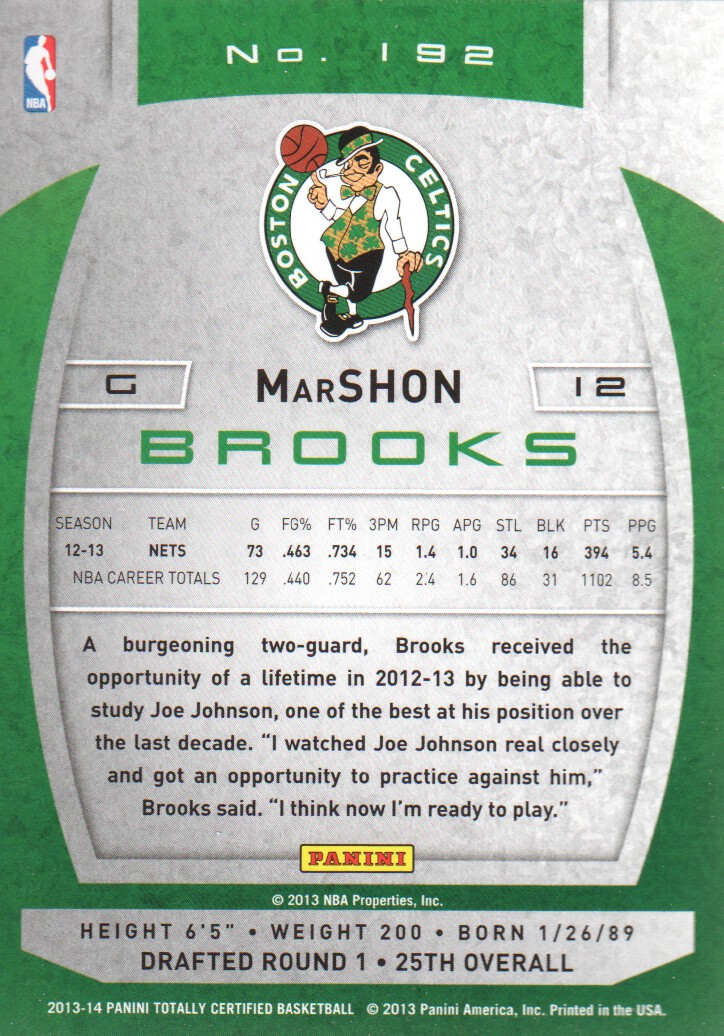 No. 192
NBA
BOSTON CELTICS
G
MARSHON
12
BROOKS
SEASON TEAM G FG% FT% 3PM RPG APG STL BLK PTS PPG
12-13 NETS 73 .463 .734 15 1.4 1.0 34 16 394 5.4
NBA CAREER TOTALS 129 .440 .752 62 2.4 1.6 86 31 1102 8.5
A burgeoning two-guard, Brooks received the
opportunity of a lifetime in 2012-13 by being able to
study Joe Johnson, one of the best at his position over
the last decade. “I watched Joe Johnson real closely
and got an opportunity to practice against him,”
Brooks said. “I think now I’m ready to play.”
PANINI
© 2013 NBA Properties, Inc.
HEIGHT 6'5" • WEIGHT 200 • BORN 1/26/89
DRAFTED ROUND 1 • 25TH OVERALL
2013-14 PANINI TOTALLY CERTIFIED BASKETBALL © 2013 Panini America, Inc. Printed in the USA.